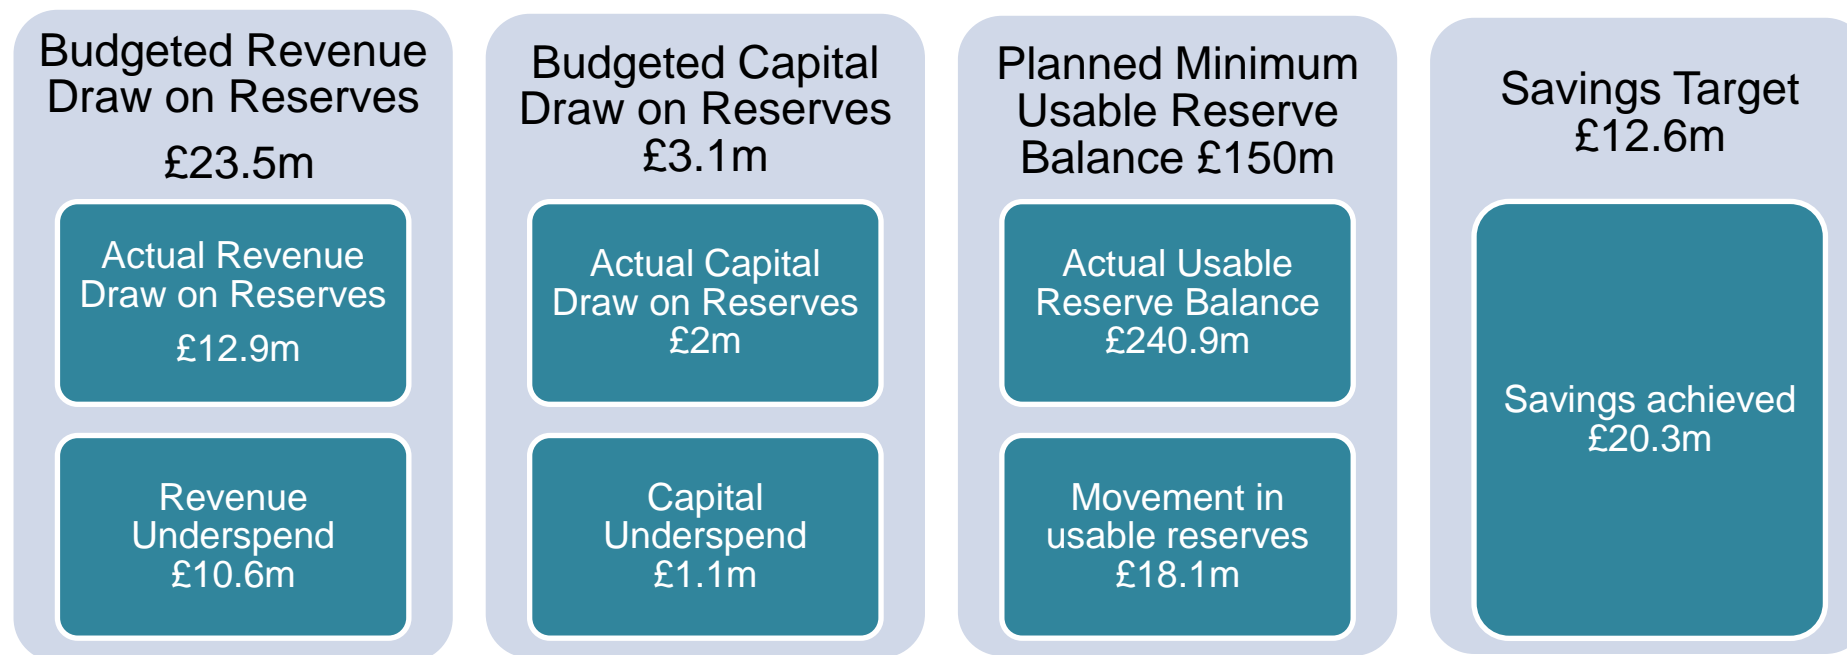 Budgeted Revenue
Draw on Reserves
£23.5m
Actual Revenue
Draw on Reserves
£12.9m
Revenue
Underspend
£10.6m
Budgeted Capital
Draw on Reserves
£3.1m
Actual Capital
Draw on Reserves
£2m
Capital
Underspend
£1.1m
Planned Minimum
Usable Reserve
Balance £150m
Actual Usable
Reserve Balance
£240.9m
Movement in
usable reserves
£18.1m
Savings Target
£12.6m
Savings achieved
£20.3m